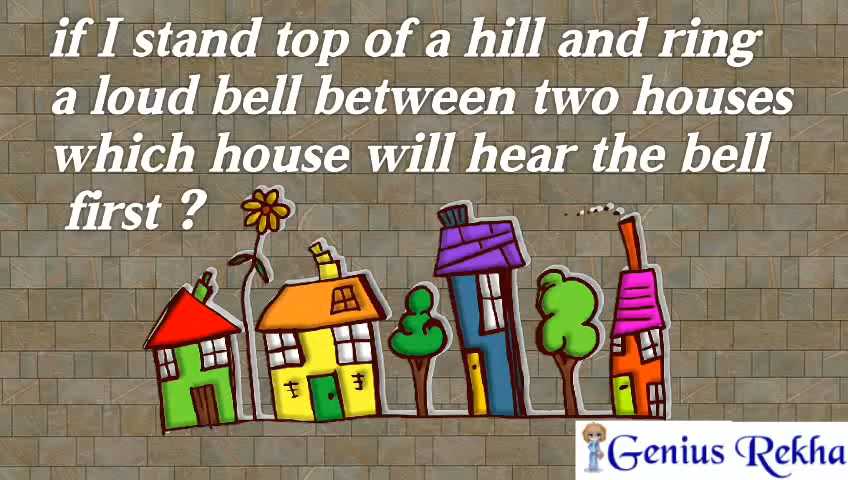 if I stand top of a hill and ring
a loud bell between two houses
which house will hear the bell
first ?
Genius Rekha